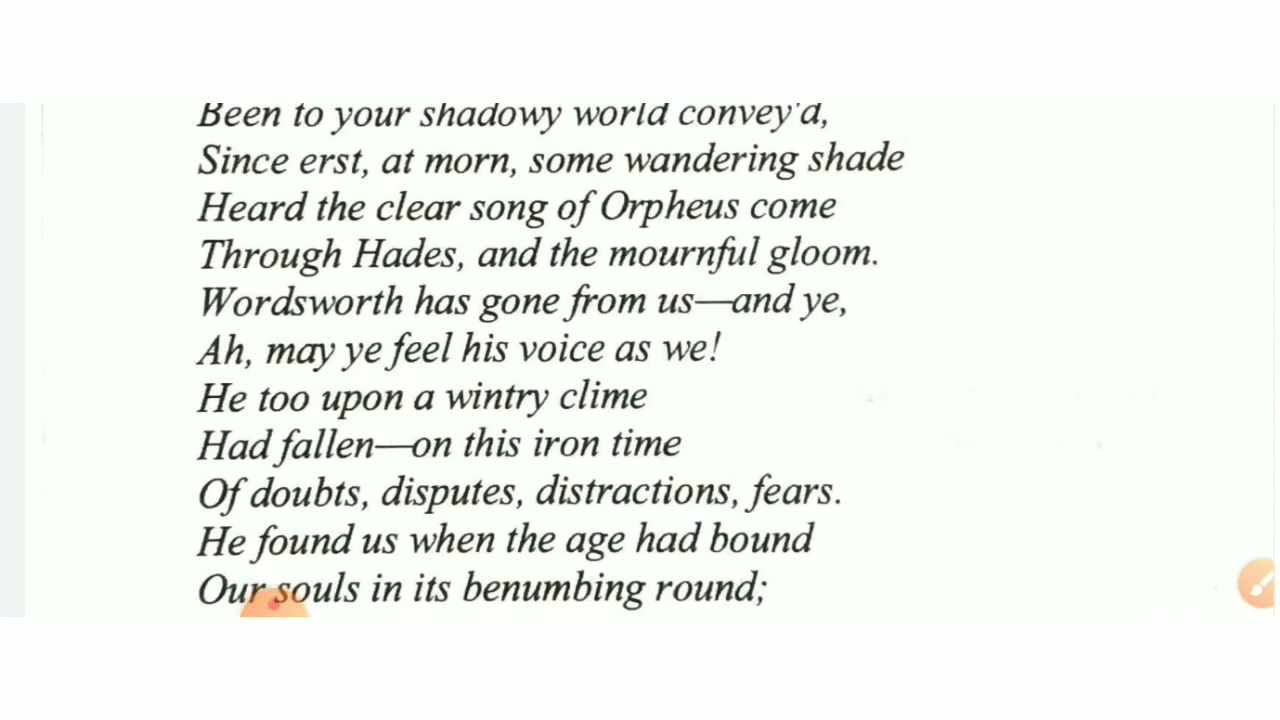 Been to your shadowy world convey'd,
Since erst, at morn, some wandering shade
Heard the clear song of Orpheus come
Through Hades, and the mournful gloom.
Wordsworth has gone from us—and ye,
Ah, may ye feel his voice as we!
He too upon a wintry clime
Had fallen—on this iron time
Of doubts, disputes, distractions, fears.
He found us when the age had bound
Our souls in its benumbing round;